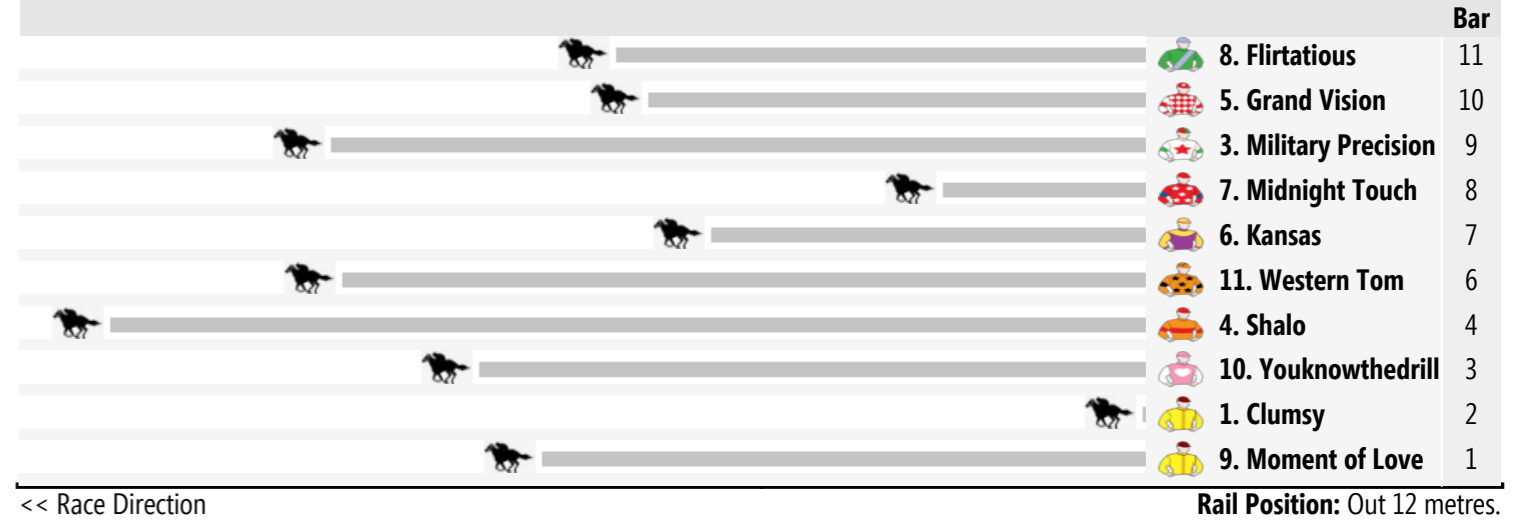 Bar
8. Flirtatious 11
5. Grand Vision 10
3. Military Precision 9
7. Midnight Touch 8
6. Kansas 7
11. Western Tom 6
4. Shalo 4
10. Youknowthedrill 3
1. Clumsy 2
9. Moment of Love 1
<< Race Direction Rail Position: Out 12 metres.